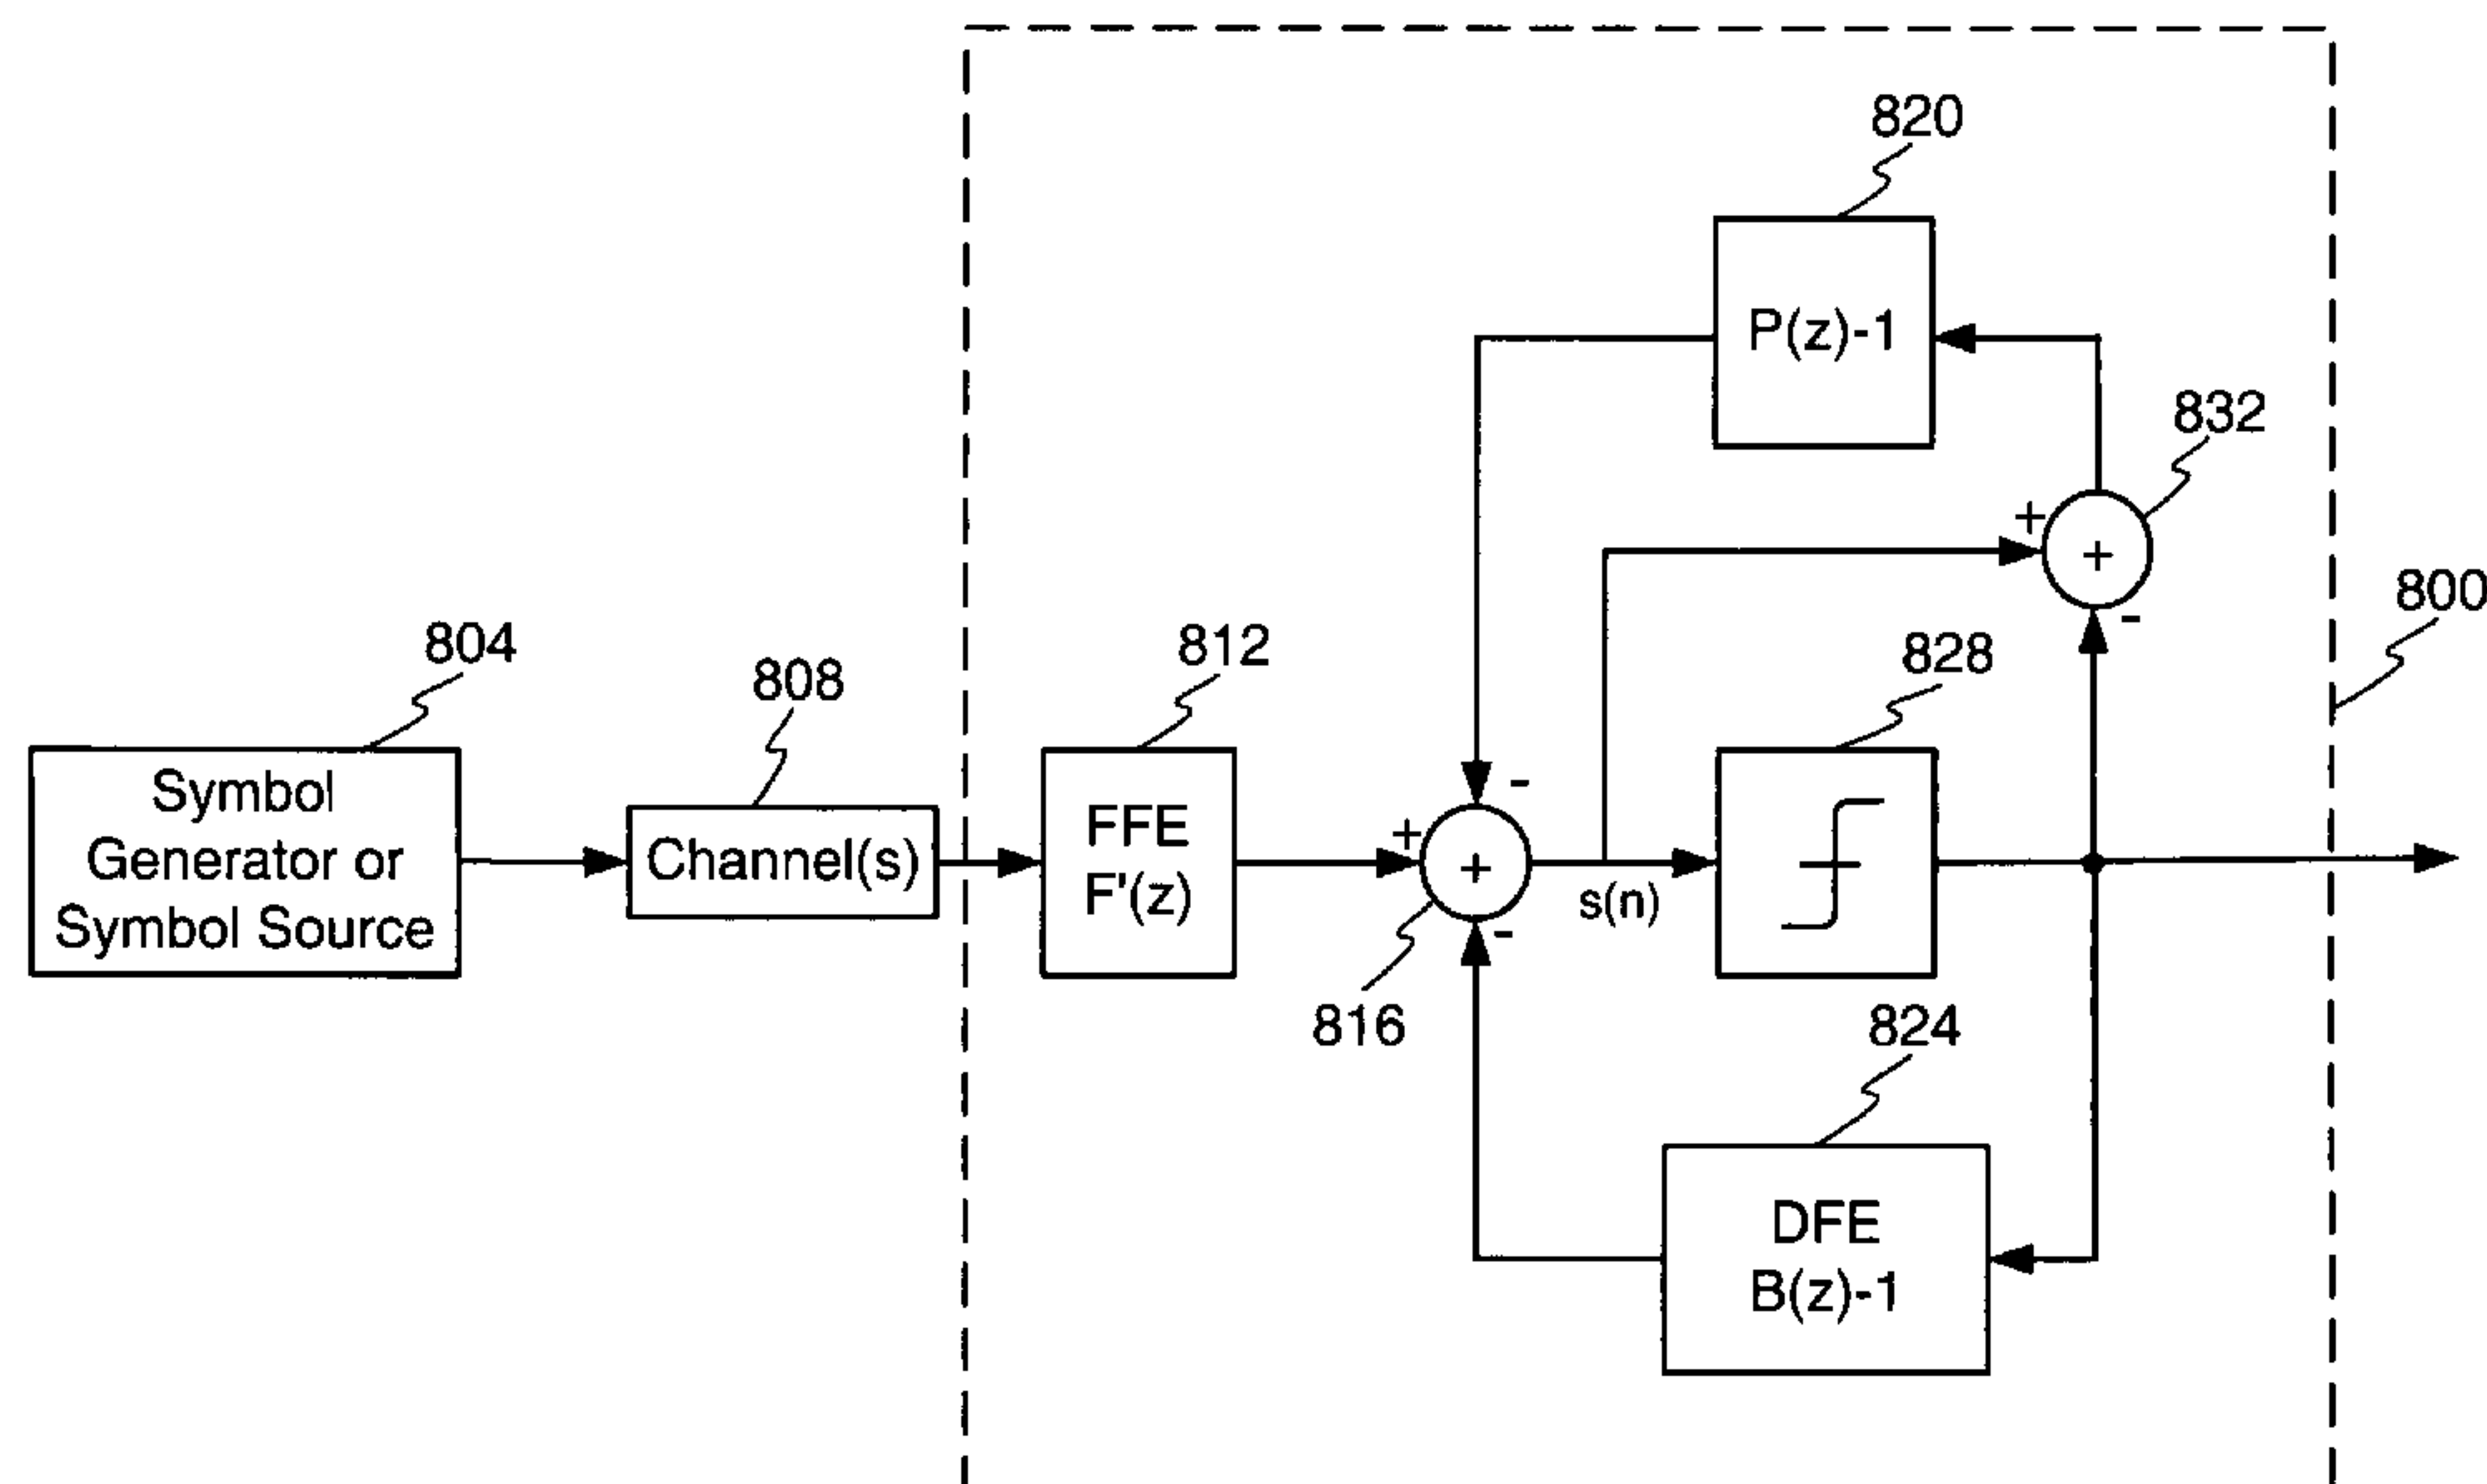 820
P(z)-1
832
+
+
-
800
804
812
828
808
Symbol
Generator or
Symbol Source
Channel(s)
FFE
F'(z)
-
+
+
-
s(n)
816
824
DFE
B(z)-1